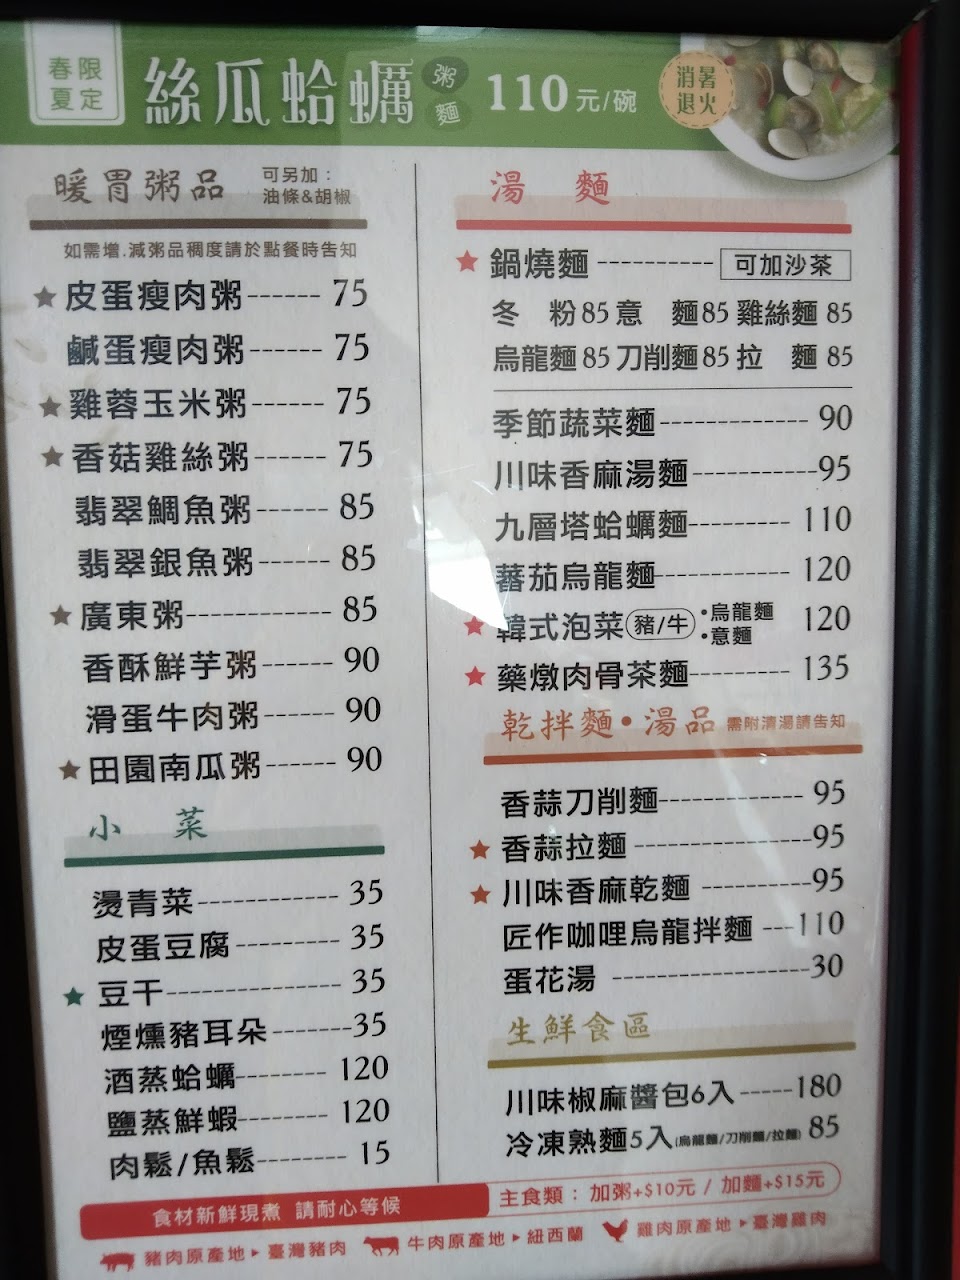 春夏限定
絲瓜蛤蠣 粥 麵 110元/碗
消暑退火
暖胃粥品 可另加：油條&胡椒
如需增.減粥品稠度請於點餐時告知
★皮蛋瘦肉粥------ 75
鹹蛋瘦肉粥------ 75
★雞蓉玉米粥------ 75
★香菇雞絲粥------ 75
翡翠鯛魚粥------ 85
翡翠銀魚粥------ 85
★廣東粥------------ 85
香酥鮮芋粥------ 90
滑蛋牛肉粥------ 90
★田園南瓜粥------ 90
小 菜
燙青菜------------ 35
皮蛋豆腐--------- 35
★豆干--------------- 35
煙燻豬耳朵-------35
酒蒸蛤蠣-------- 120
鹽蒸鮮蝦-------- 120
肉鬆/魚鬆-------- 15
湯 麵
★鍋燒麵---------- 可加沙茶
冬 粉 85 意 麵 85 雞絲麵 85
烏龍麵 85 刀削麵 85 拉 麵 85
季節蔬菜麵------------ 90
川味香麻湯麵-----------95
九層塔蛤蠣麵--------- 110
蕃茄烏龍麵------------ 120
★韓式泡菜(豬/牛) •烏龍麵 •意麵 120
★藥燉肉骨茶麵--------- 135
乾拌麵•湯品 需附清湯請告知
香蒜刀削麵------------ 95
★香蒜拉麵 --------------95
★川味香麻乾麵 ---------95
匠作咖哩烏龍拌麵 ---110
蛋花湯 -----------------30
生鮮食區
川味椒麻醬包6入-----180
冷凍熟麵5入(烏龍麵/刀削麵/拉麵) 85
食材新鮮現煮 請耐心等候
主食類：加粥+$10元 / 加麵+$15元
豬肉原產地▸臺灣豬肉 牛肉原產地▸紐西蘭 雞肉原產地▸臺灣雞肉